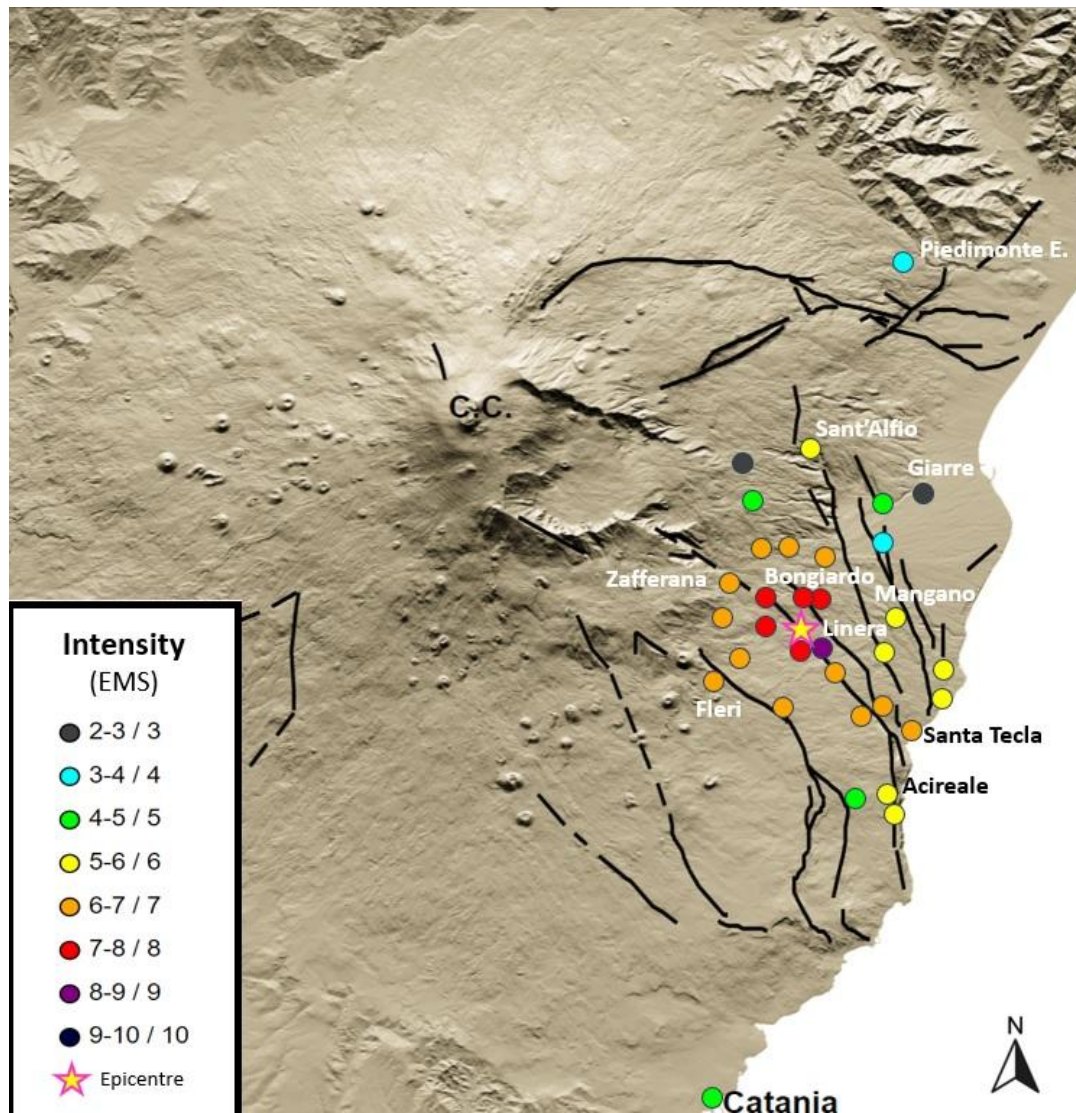 Piedimonte E.
C.C.
Sant'Alfio
Giarre
Zafferana
Bongiardo
Mangano
Linera
Fleri
Santa Tecla
Acireale
Catania
N
Intensity
(EMS)
2-3 / 3
3-4 / 4
4-5 / 5
5-6 / 6
6-7 / 7
7-8 / 8
8-9 / 9
9-10 / 10
Epicentre